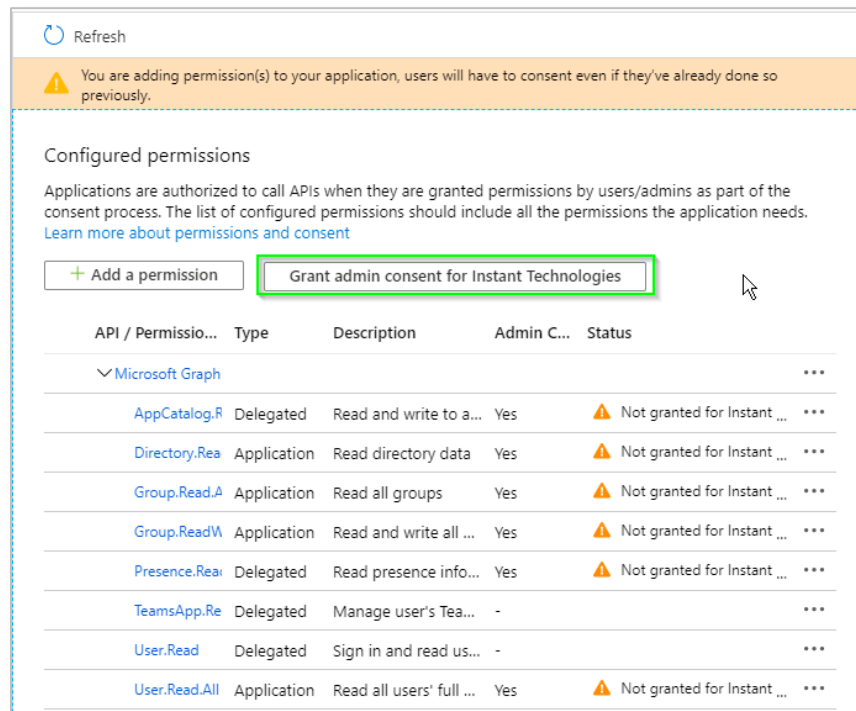 Refresh
You are adding permission(s) to your application, users will have to consent even if they've already done so
previously.
Configured permissions
Applications are authorized to call APIs when they are granted permissions by users/admins as part of the
consent process. The list of configured permissions should include all the permissions the application needs.
Learn more about permissions and consent
+ Add a permission Grant admin consent for Instant Technologies
API / Permissio... Type Description Admin C... Status
Microsoft Graph ...
AppCatalog.R Delegated Read and write to a... Yes Not granted for Instant ... ...
Directory.Rea Application Read directory data Yes Not granted for Instant ... ...
Group.Read.A Application Read all groups Yes Not granted for Instant ... ...
Group.ReadW Application Read and write all ... Yes Not granted for Instant ... ...
Presence.Read Delegated Read presence info... Yes Not granted for Instant ... ...
TeamsApp.Re Delegated Manage user's Tea... - ...
User.Read Delegated Sign in and read us... - ...
User.Read.All Application Read all users' full ... Yes Not granted for Instant ... ...